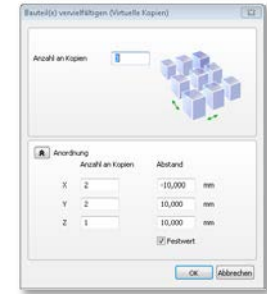 Bauteil(e) vervielfältigen (Virtuelle Kopien)
Anzahl an Kopien 3
Anordnung
Anzahl an Kopien Abstand
X 2 -10,000 mm
Y 2 10,000 mm
Z 1 10,000 mm
Festwert
OK Abbrechen